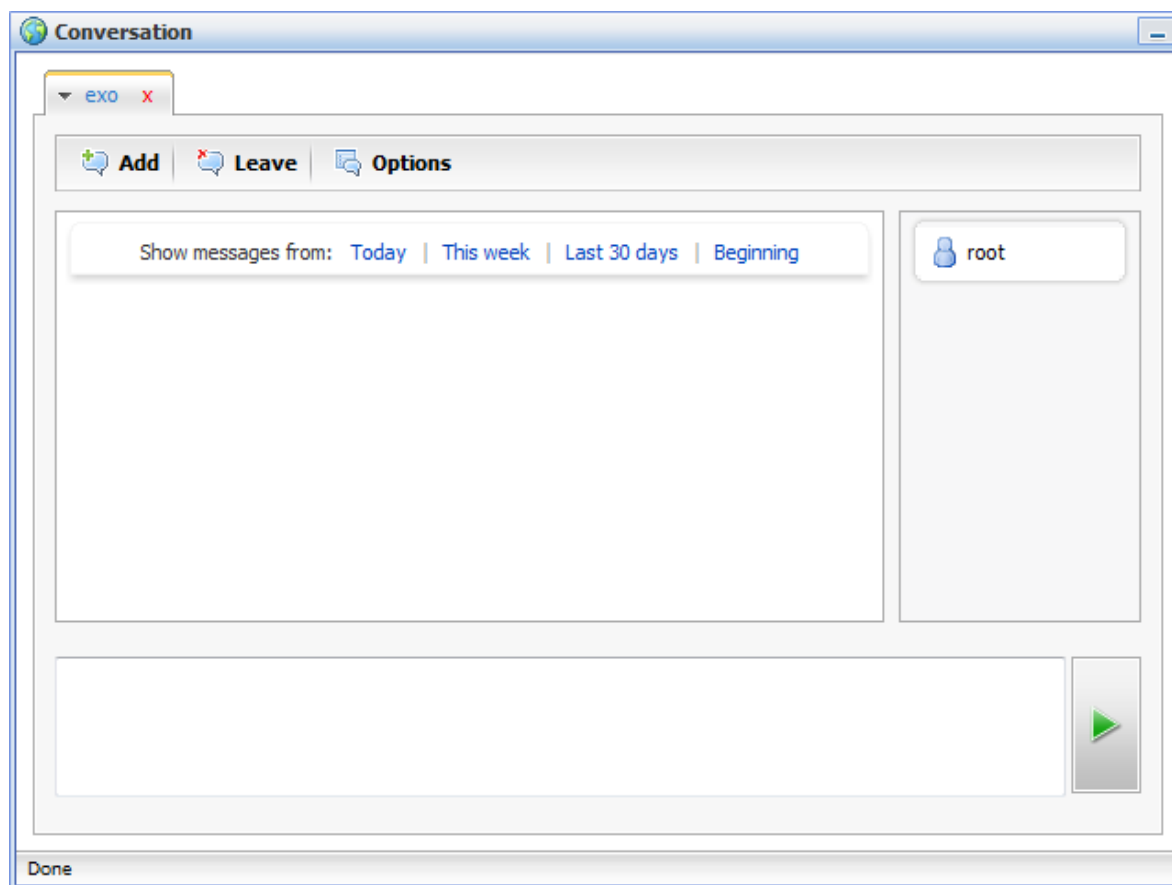 Conversation
exo x
Add Leave Options
Show messages from: Today | This week | Last 30 days | Beginning
root
Done